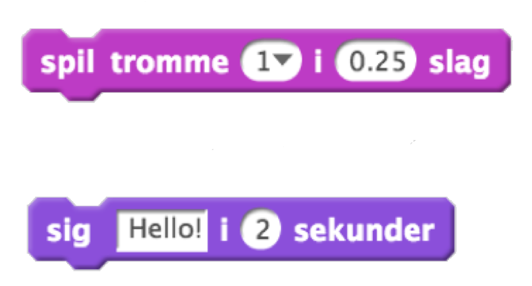 spil tromme 1 i 0.25 slag
sig Hello! i 2 sekunder